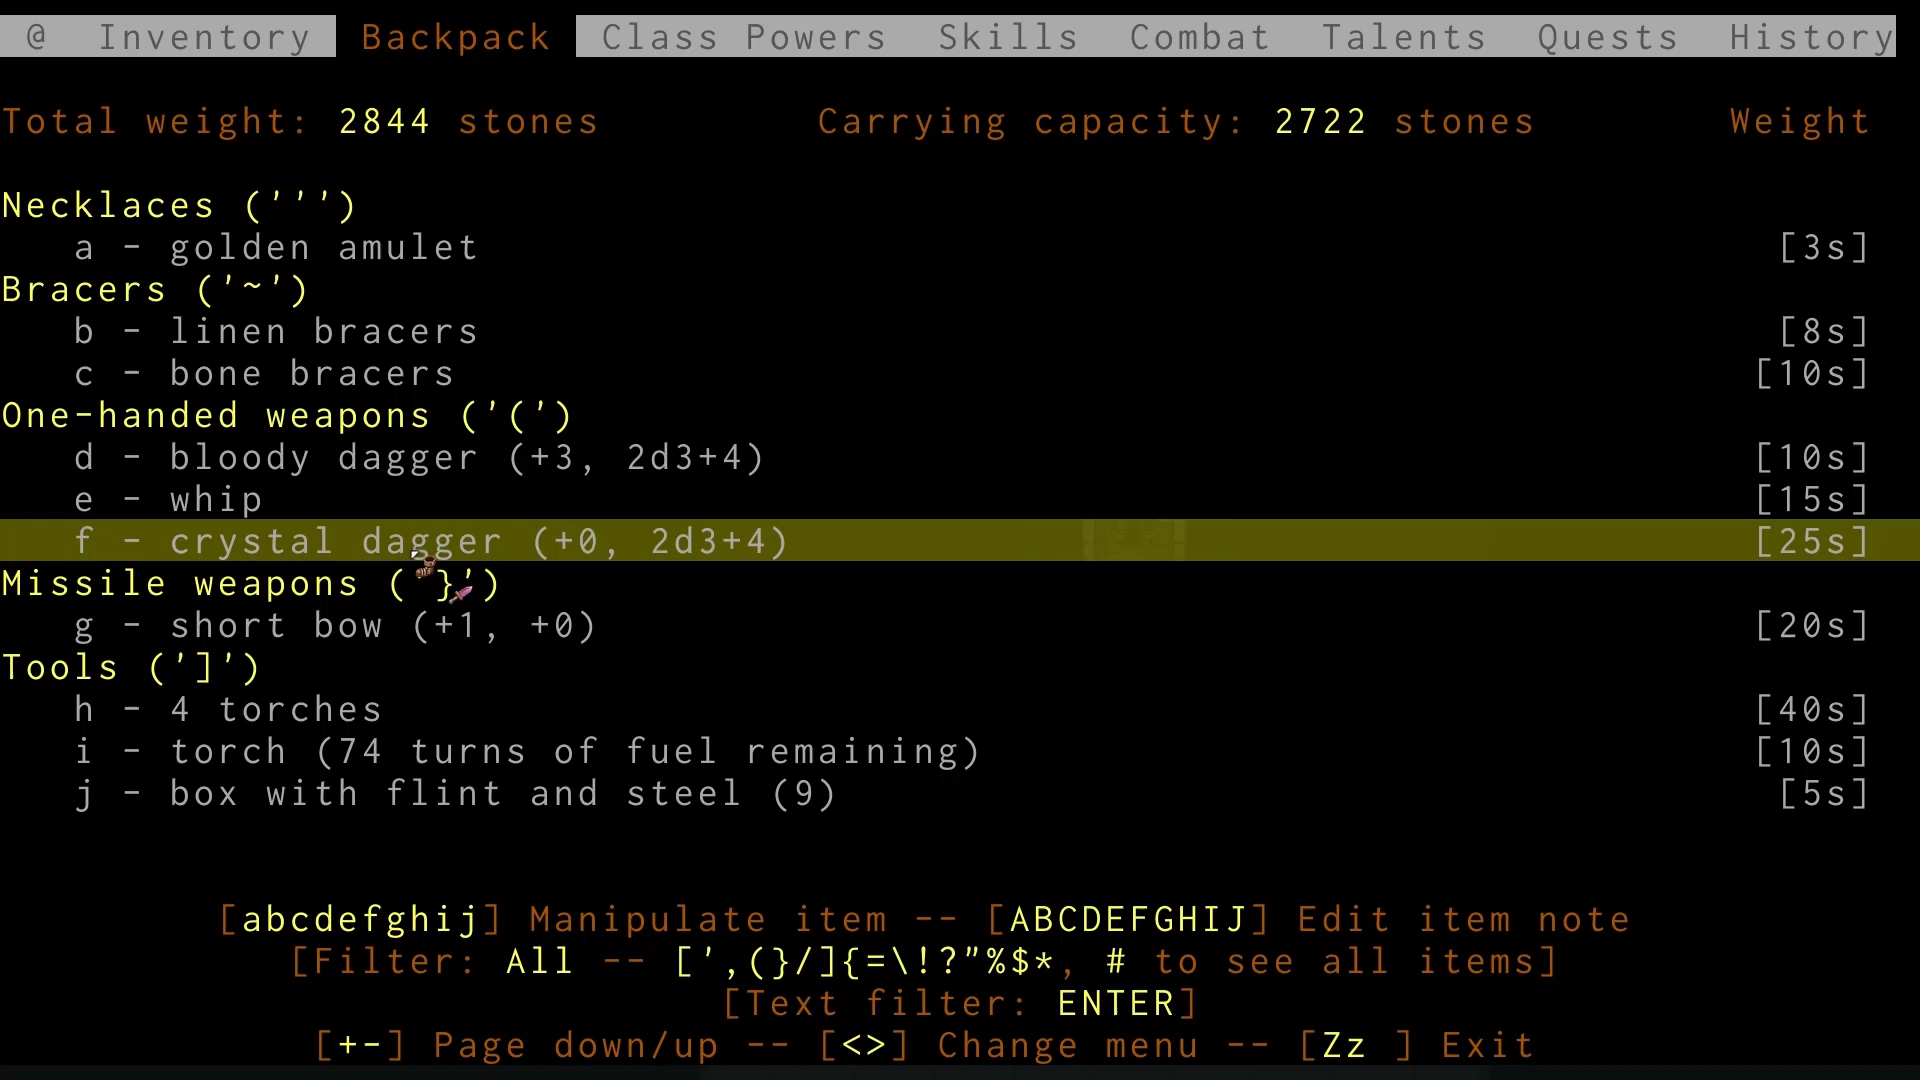 @ Inventory Backpack Class Powers Skills Combat Talents Quests History
Total weight: 2844 stones Carrying capacity: 2722 stones Weight
Necklaces (''')
a - golden amulet [3s]
Bracers ('~')
b - linen bracers [8s]
c - bone bracers [10s]
One-handed weapons ('(')
d - bloody dagger (+3, 2d3+4) [10s]
e - whip [15s]
f - crystal dagger (+0, 2d3+4) [25s]
Missile weapons ('}')
g - short bow (+1, +0) [20s]
Tools (']')
h - 4 torches [40s]
i - torch (74 turns of fuel remaining) [10s]
j - box with flint and steel (9) [5s]
[abcdefghij] Manipulate item -- [ABCDEFGHIJ] Edit item note
[Filter: All -- [',(}/]{=\!?"%$*, # to see all items]
[Text filter: ENTER]
[+-] Page down/up -- [<>] Change menu -- [Zz ] Exit